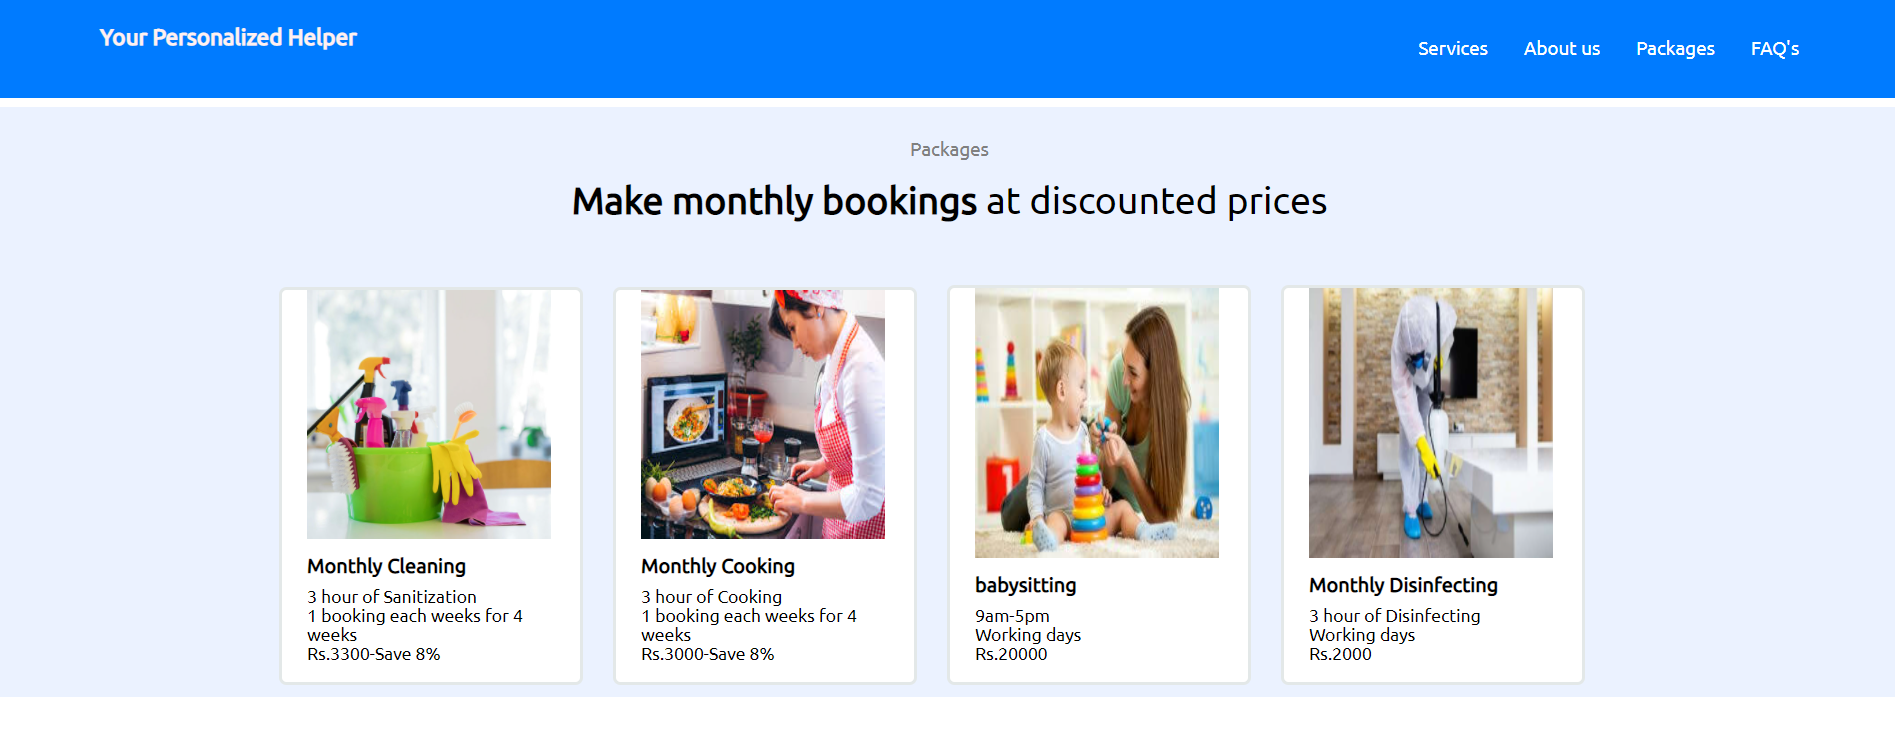 Your Personalized Helper
Services About us Packages FAQ's
Packages
Make monthly bookings at discounted prices
Monthly Cleaning
3 hour of Sanitization
1 booking each weeks for 4
weeks
Rs.3300-Save 8%
Monthly Cooking
3 hour of Cooking
1 booking each weeks for 4
weeks
Rs.3000-Save 8%
babysitting
9am-5pm
Working days
Rs.20000
Monthly Disinfecting
3 hour of Disinfecting
Working days
Rs.2000